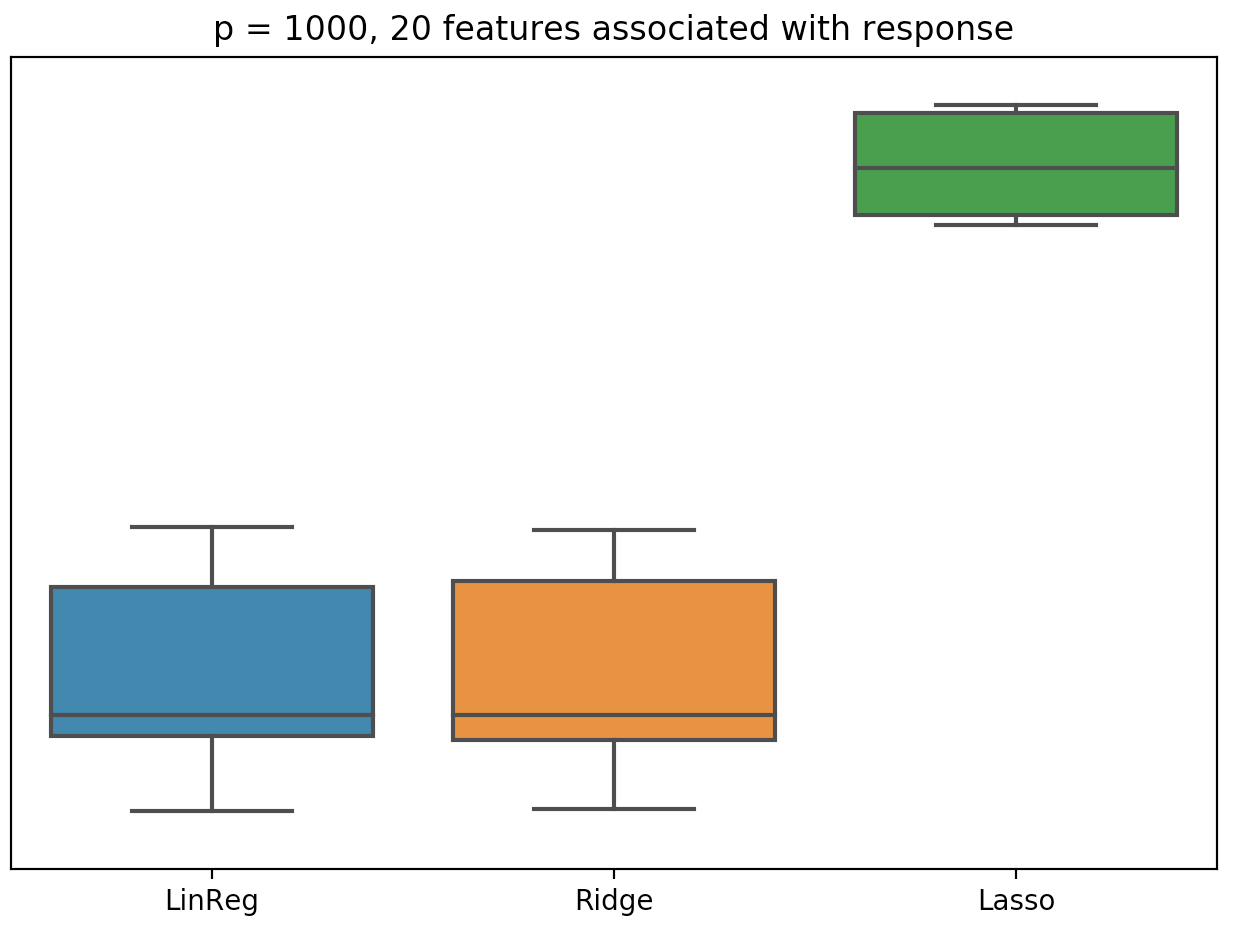 p = 1000, 20 features associated with response
LinReg Ridge Lasso